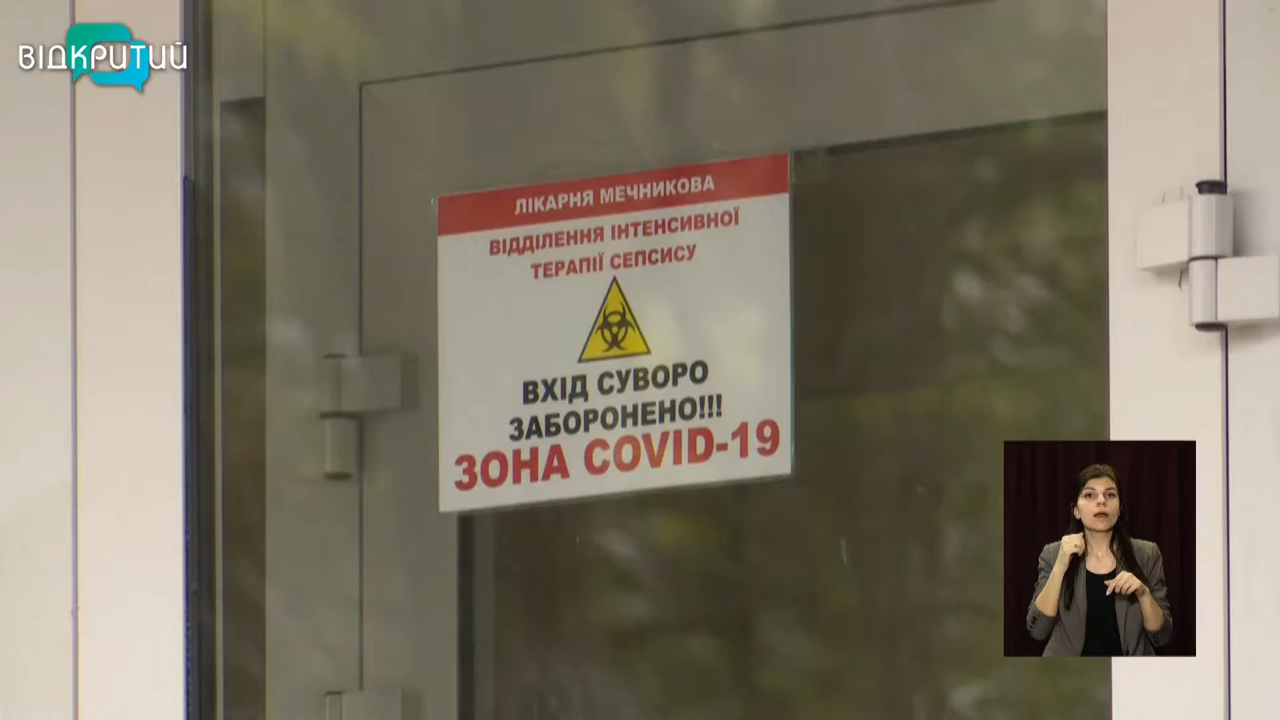 ВІДКРИТИЙ
ЛІКАРНЯ МЕЧНИКОВА
ВІДДІЛЕННЯ ІНТЕНСИВНОЇ
ТЕРАПІЇ СЕПСИСУ
ВХІД СУВОРО
ЗАБОРОНЕНО!!!
ЗОНА COVID-19